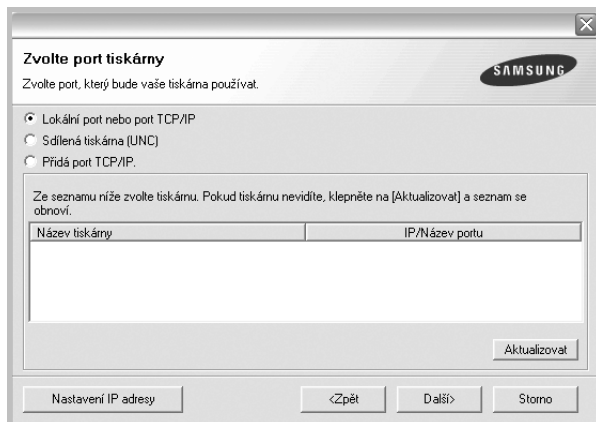 Zvolte port tiskárny
Zvolte port, který bude vaše tiskárna používat.
SAMSUNG
Lokální port nebo port TCP/IP
Sdílená tiskárna (UNC)
Přidá port TCP/IP.
Ze seznamu níže zvolte tiskárnu. Pokud tiskárnu nevidíte, klepněte na [Aktualizovat] a seznam se
obnoví.
Název tiskárny IP/Název portu
Aktualizovat
Nastavení IP adresy <Zpět Další> Storno